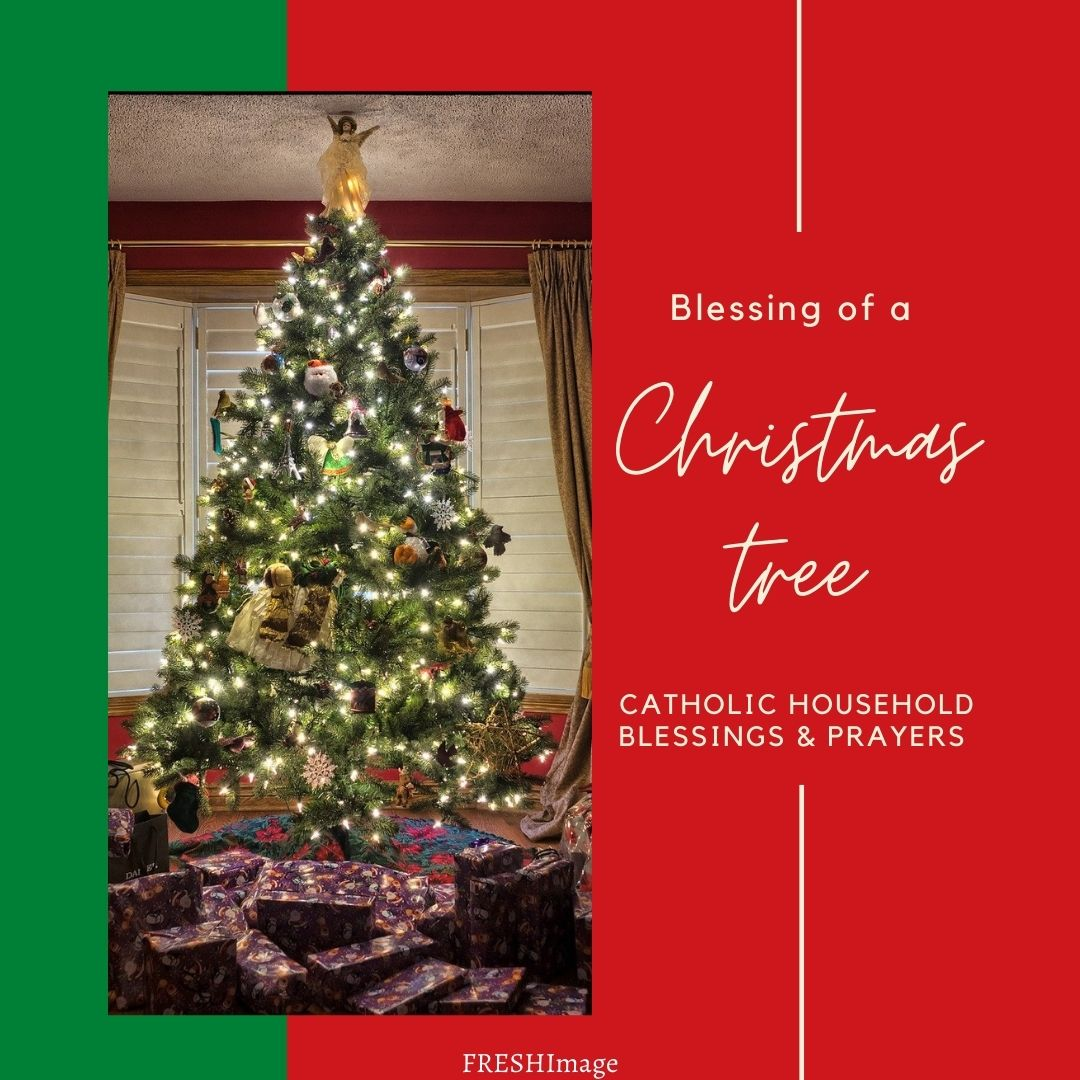 Blessing of a
Christmas
tree
CATHOLIC HOUSEHOLD
BLESSINGS & PRAYERS
FRESHImage